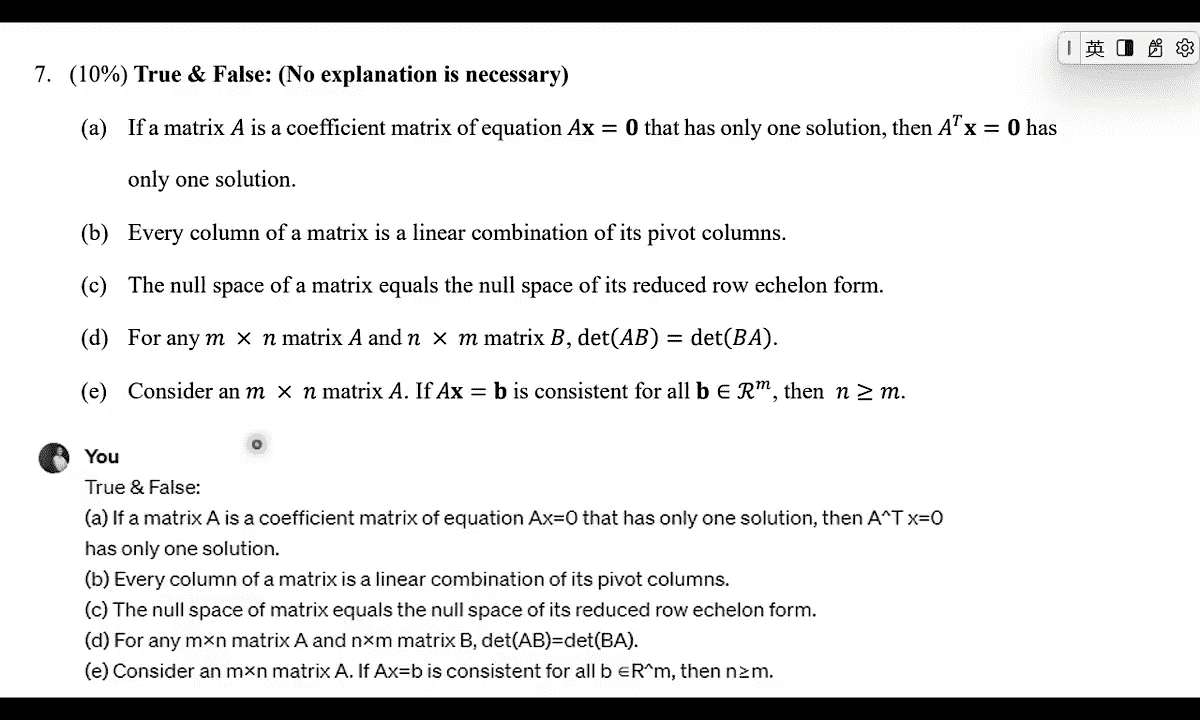 英
7. (10%) True & False: (No explanation is necessary)
(a) If a matrix A is a coefficient matrix of equation Ax = 0 that has only one solution, then Aᵀx = 0 has
only one solution.
(b) Every column of a matrix is a linear combination of its pivot columns.
(c) The null space of a matrix equals the null space of its reduced row echelon form.
(d) For any m × n matrix A and n × m matrix B, det(AB) = det(BA).
(e) Consider an m × n matrix A. If Ax = b is consistent for all b ∈ ℛᵐ, then n ≥ m.
You
True & False:
(a) If a matrix A is a coefficient matrix of equation Ax=0 that has only one solution, then A^T x=0
has only one solution.
(b) Every column of a matrix is a linear combination of its pivot columns.
(c) The null space of matrix equals the null space of its reduced row echelon form.
(d) For any m×n matrix A and n×m matrix B, det(AB)=det(BA).
(e) Consider an m×n matrix A. If Ax=b is consistent for all b ∈R^m, then n≥m.